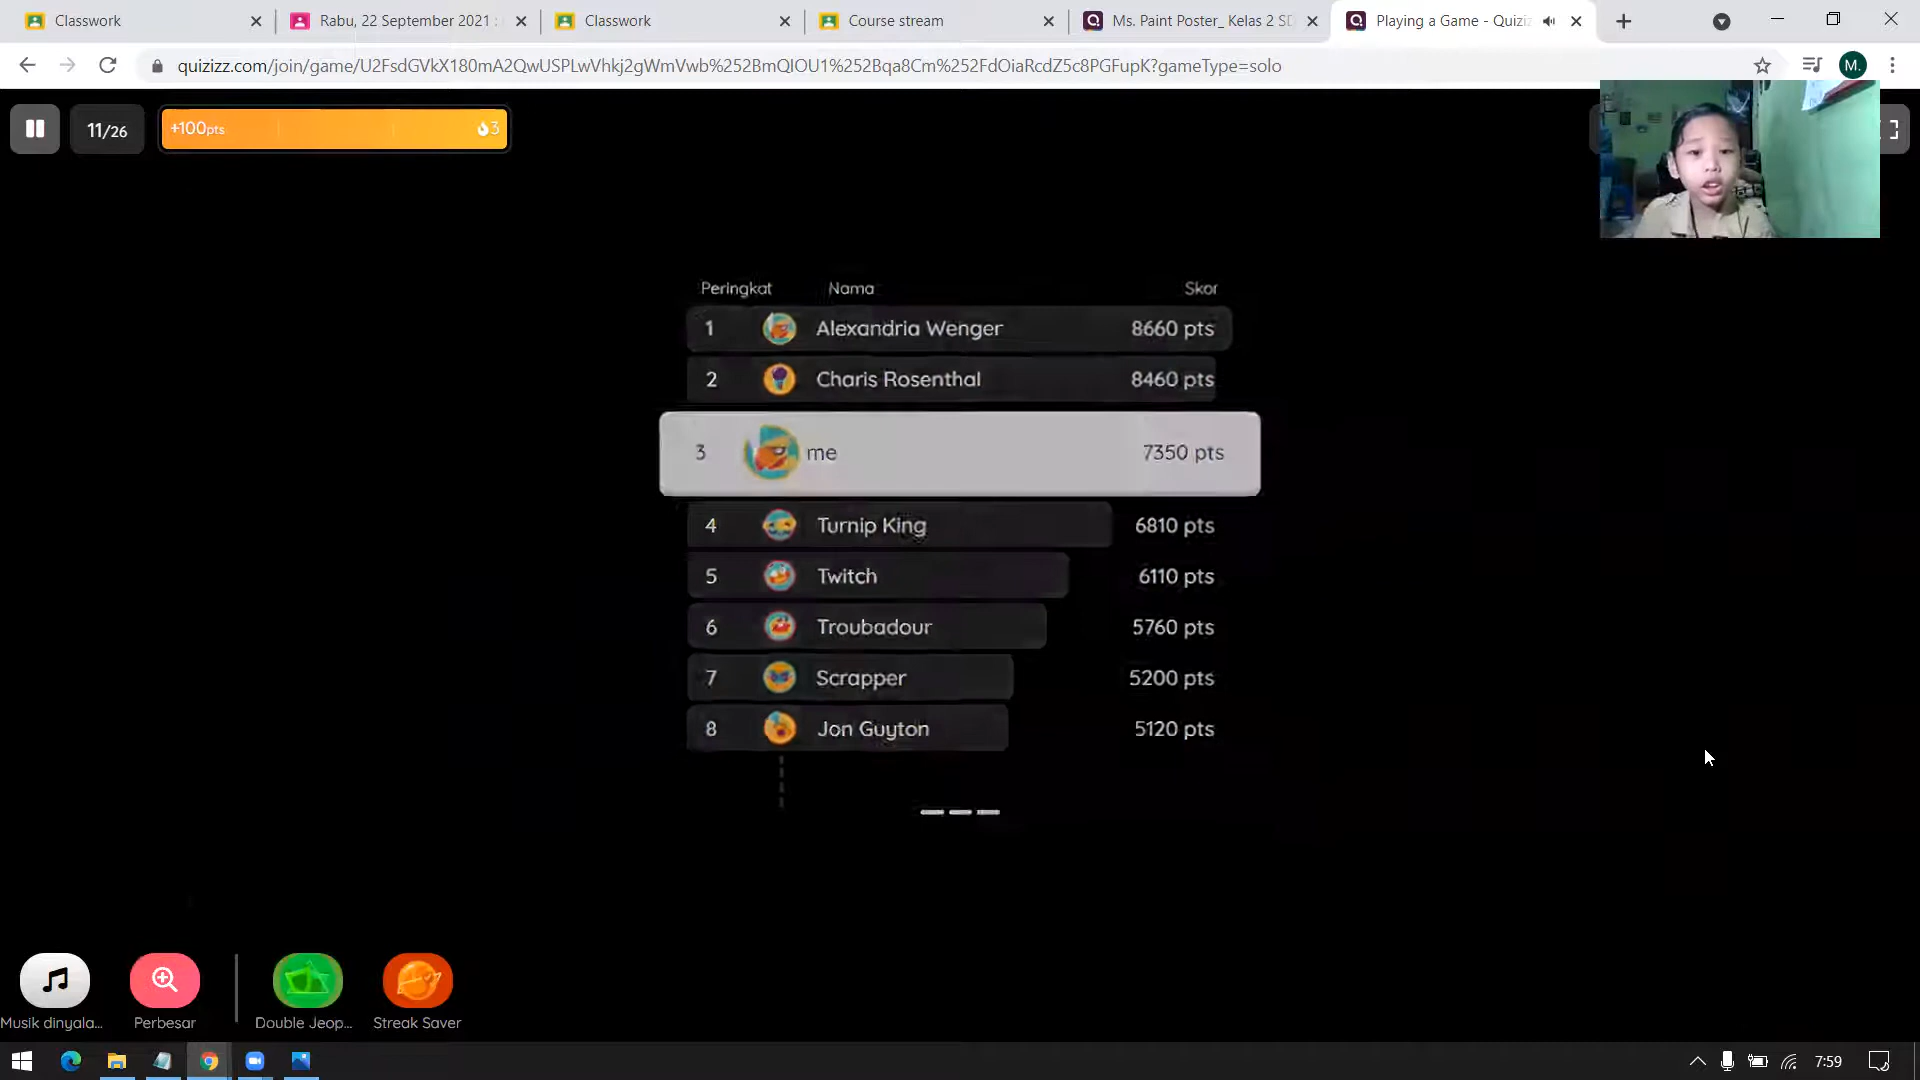 Classwork
Rabu, 22 September 2021 :
Classwork
Course stream
Ms. Paint Poster_ Kelas 2 SD
Playing a Game - Quiziz
quizizz.com/join/game/U2FsdGVkX180mA2QwUSPLwVhkj2gWmVwb%252BmQIOU1%252Bqa8Cm%252FdOiaRcdZ5c8PGFupK?gameType=solo
M.
11/26
+100pts
3
Peringkat Nama Skor
1 Alexandria Wenger 8660 pts
2 Charis Rosenthal 8460 pts
3 me 7350 pts
4 Turnip King 6810 pts
5 Twitch 6110 pts
6 Troubadour 5760 pts
7 Scrapper 5200 pts
8 Jon Guyton 5120 pts
Musik dinyala...
Perbesar
Double Jeop...
Streak Saver
7:59